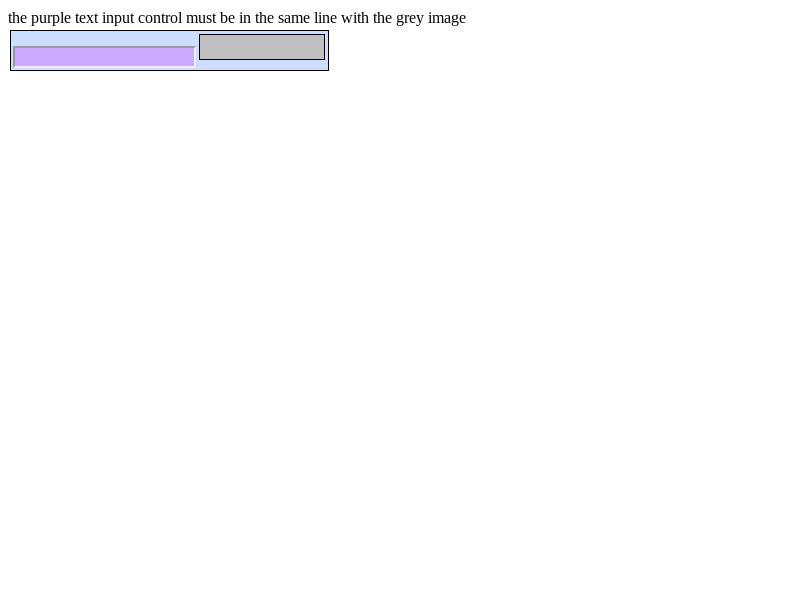 the purple text input control must be in the same line with the grey image